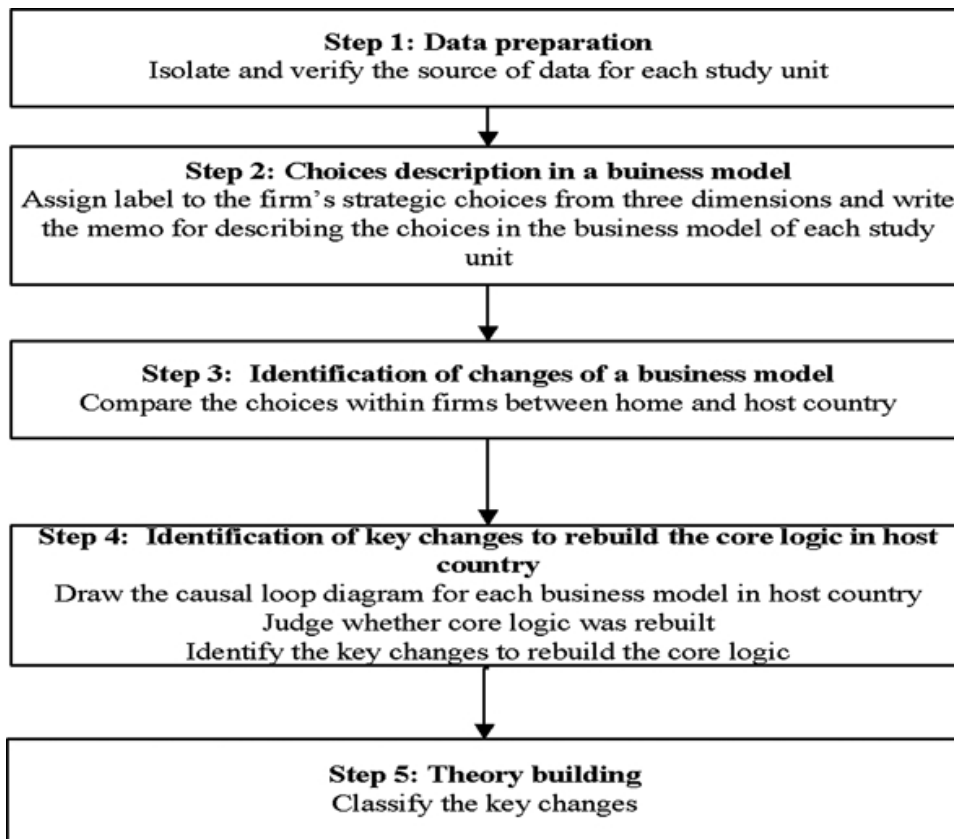 Step 1: Data preparation
Isolate and verify the source of data for each study unit
Step 2: Choices description in a buiness model
Assign label to the firm's strategic choices from three dimensions and write
the memo for describing the choices in the business model of each study
unit
Step 3:  Identification of changes of a business model
Compare the choices within firms between home and host country
Step 4:  Identification of key changes to rebuild the core logic in host
country
Draw the causal loop diagram for each business model in host country
Judge whether core logic was rebuilt
Identify the key changes to rebuild the core logic
Step 5: Theory building
Classify the key changes